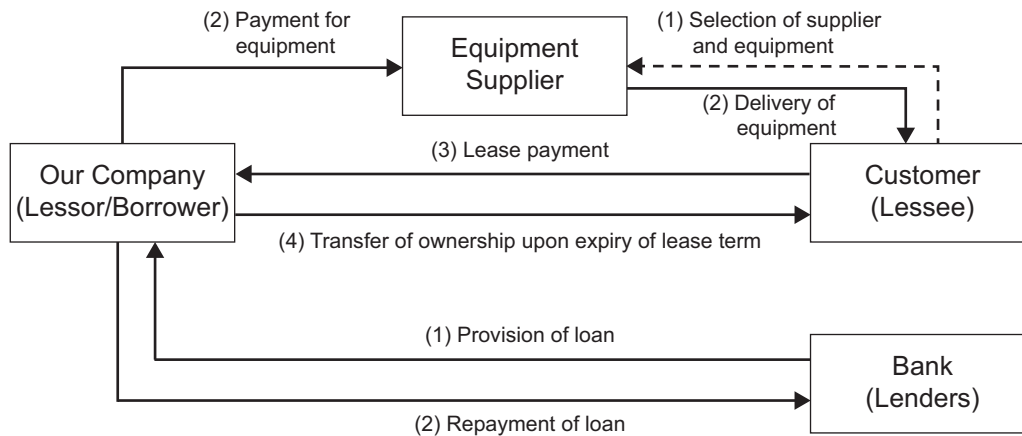 (2) Payment for
equipment
Equipment
Supplier
(1) Selection of supplier
and equipment
(2) Delivery of
equipment
Our Company
(Lessor/Borrower)
(3) Lease payment
Customer
(Lessee)
(4) Transfer of ownership upon expiry of lease term
(1) Provision of loan
Bank
(Lenders)
(2) Repayment of loan